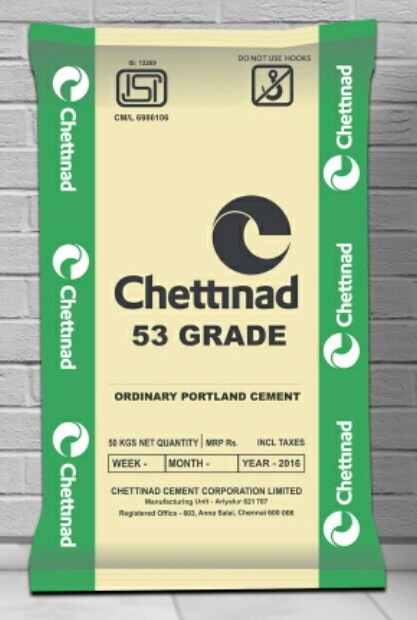 IS: 12269
DO NOT USE HOOKS
ISI
CM/L 6986106
Chettinad
Chettinad
Chettinad
Chettinad
53 GRADE
ORDINARY PORTLAND CEMENT
50 KGS NET QUANTITY MRP Rs. INCL TAXES
WEEK - MONTH - YEAR - 2016
CHETTINAD CEMENT CORPORATION LIMITED
Manufacturing Unit - Ariyalur 621 707
Registered Office - 603, Anna Salai, Chennai 600 006
Chettinad
Chettinad
Chettinad